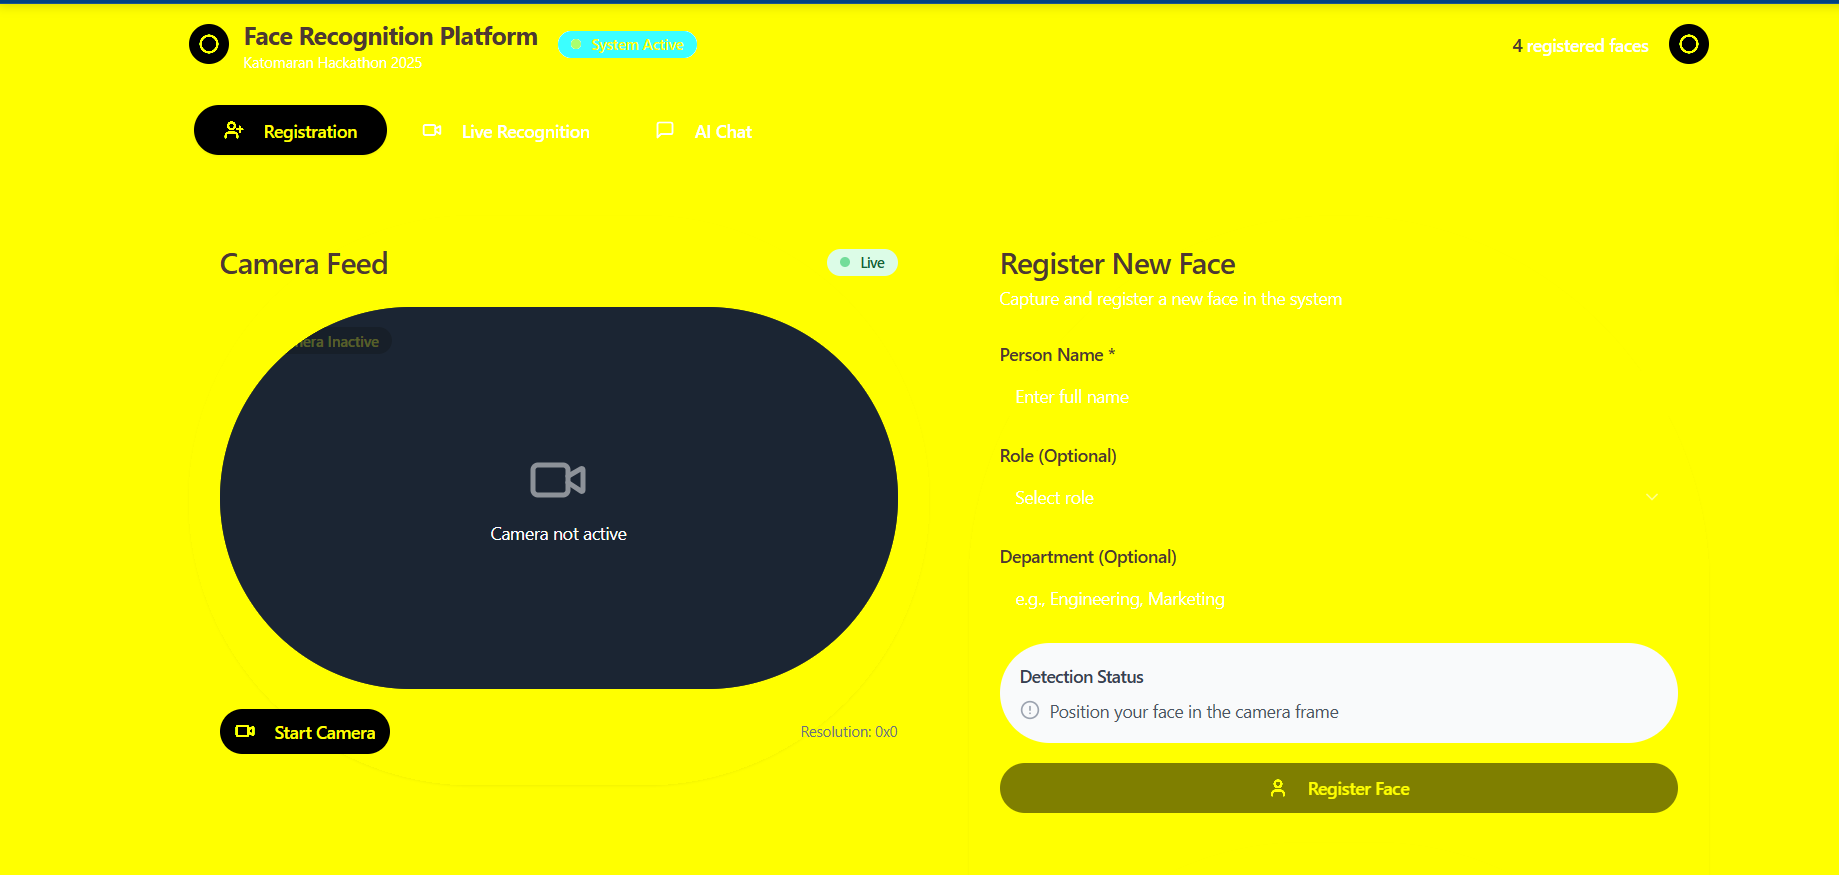 Face Recognition Platform
System Active
Katomaran Hackathon 2025
4 registered faces
Registration
Live Recognition
AI Chat
Camera Feed
Live
mera Inactive
Camera not active
Start Camera
Resolution: 0x0
Register New Face
Capture and register a new face in the system
Person Name *
Enter full name
Role (Optional)
Select role
Department (Optional)
e.g., Engineering, Marketing
Detection Status
Position your face in the camera frame
Register Face